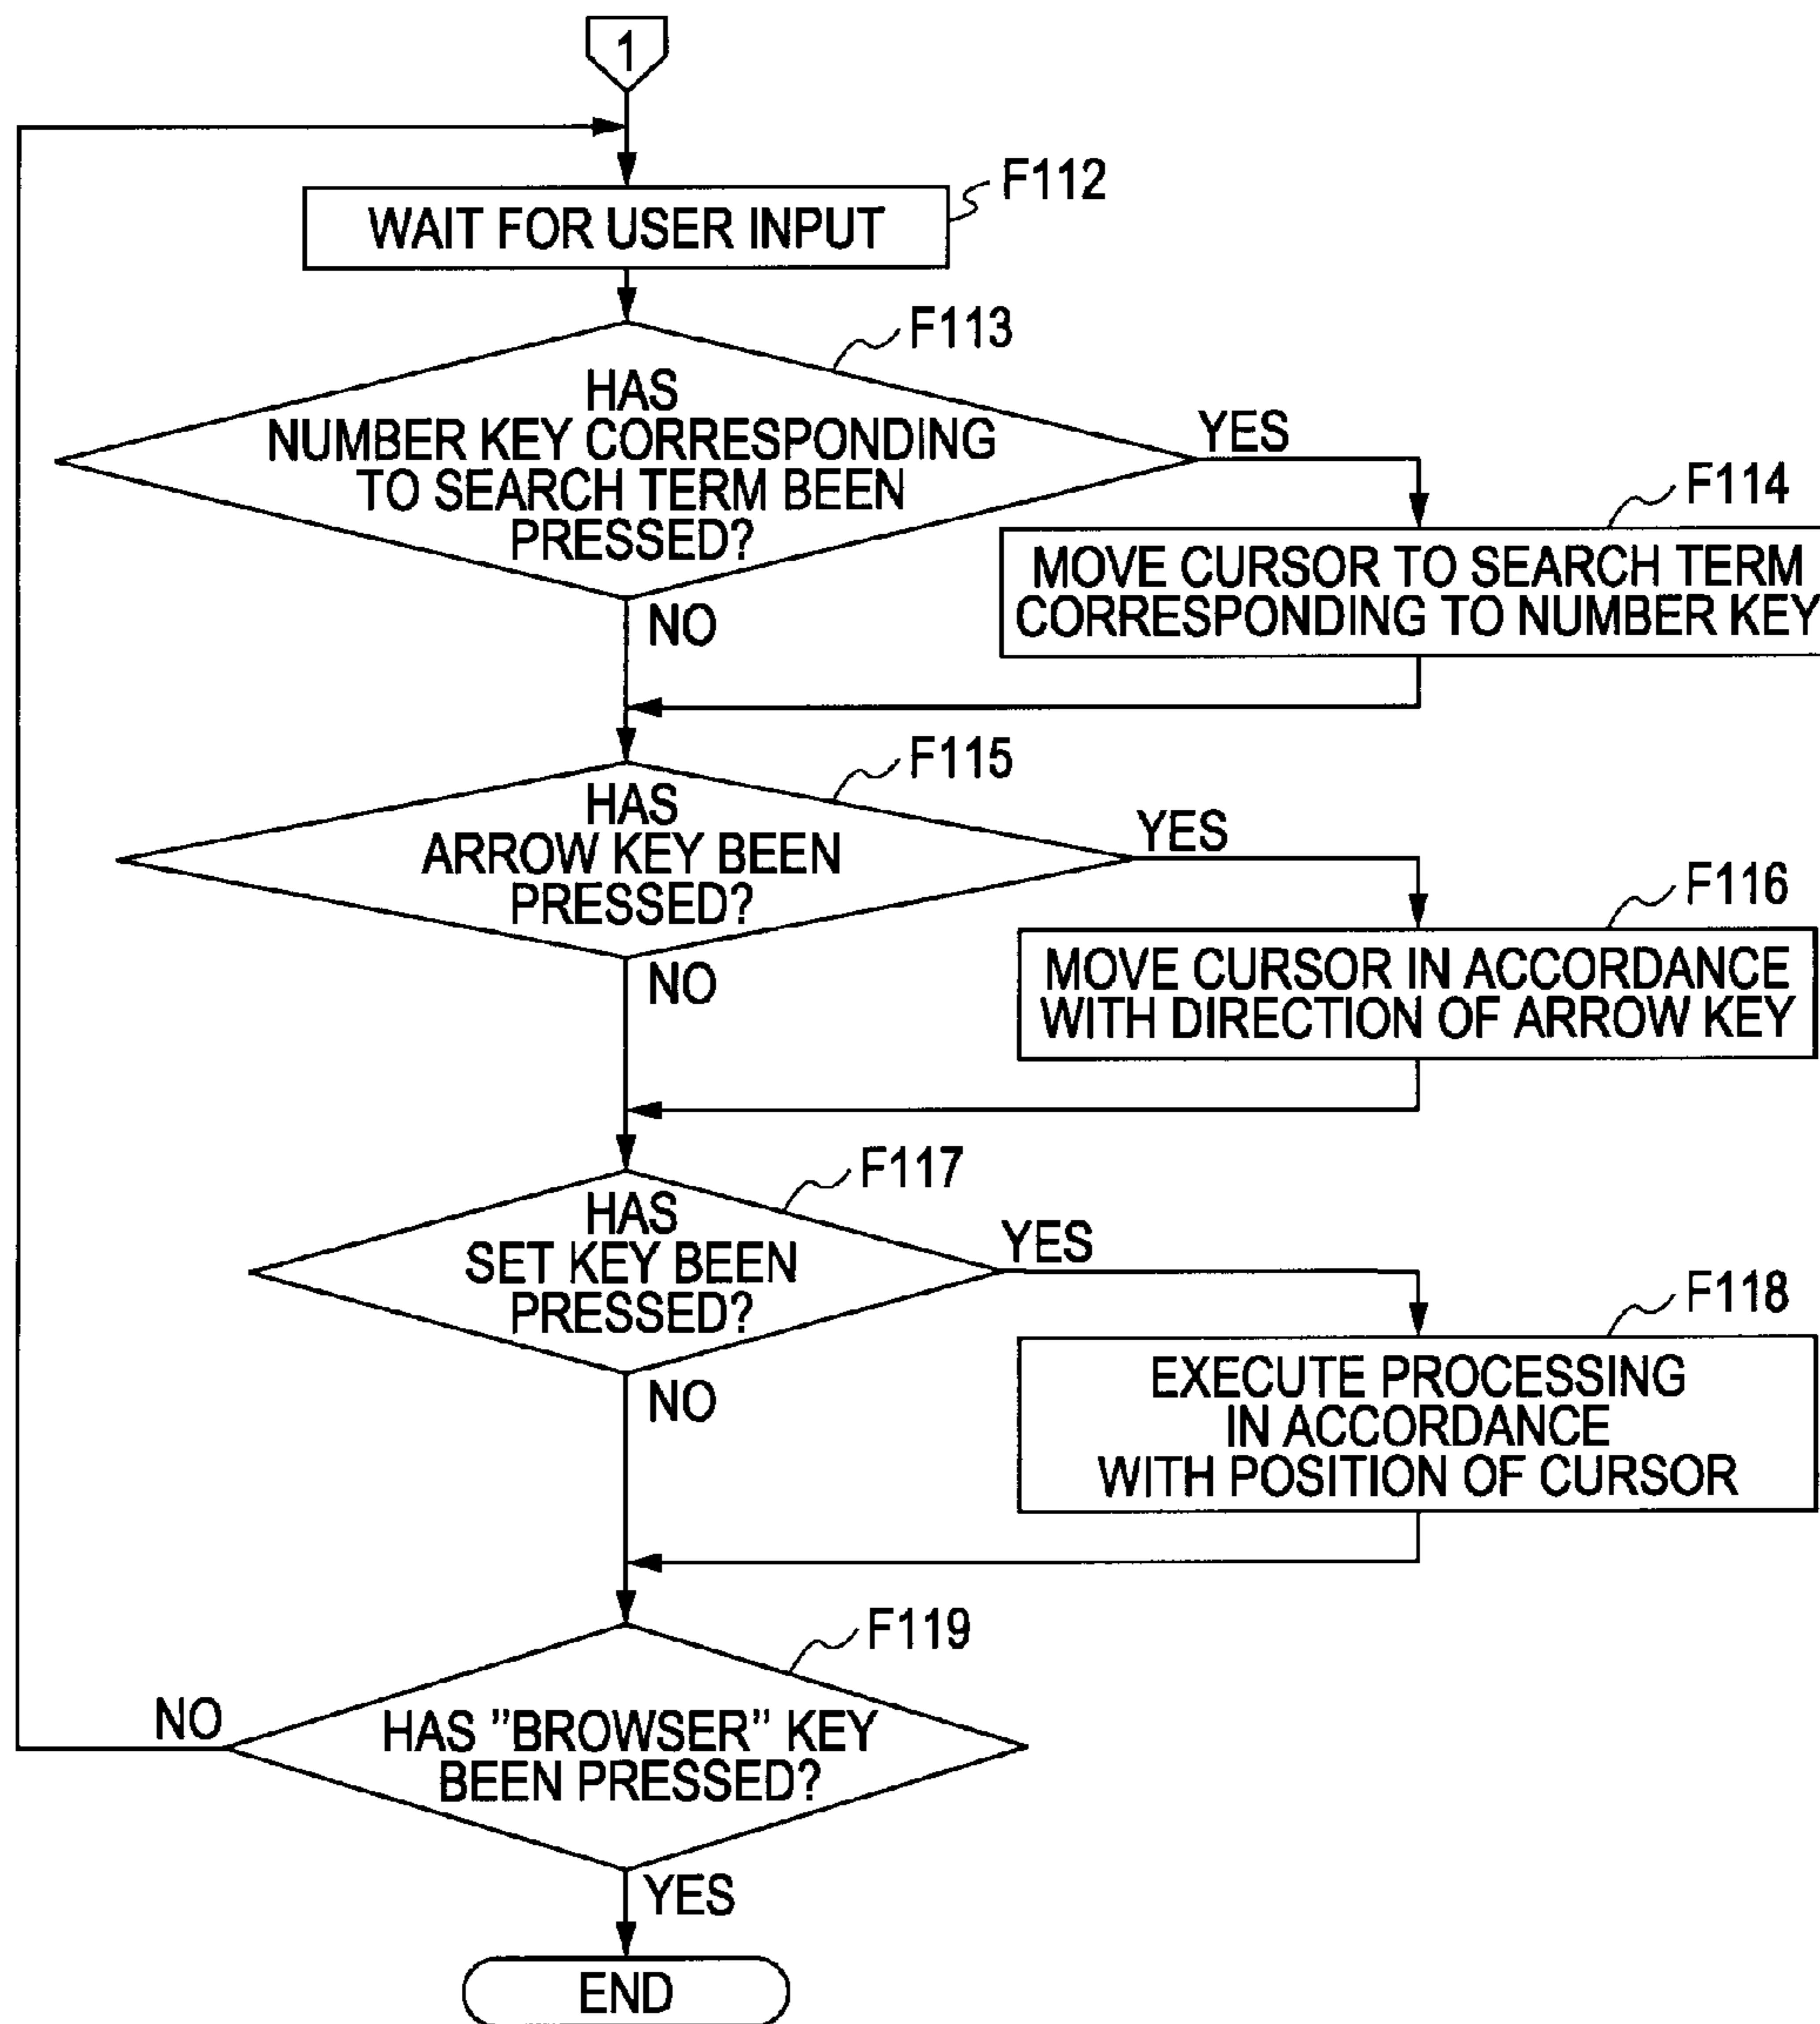 1
F112
WAIT FOR USER INPUT
F113
HAS
NUMBER KEY CORRESPONDING
TO SEARCH TERM BEEN
PRESSED?
YES
NO
F114
MOVE CURSOR TO SEARCH TERM
CORRESPONDING TO NUMBER KEY
F115
HAS
ARROW KEY BEEN
PRESSED?
YES
NO
F116
MOVE CURSOR IN ACCORDANCE
WITH DIRECTION OF ARROW KEY
F117
HAS
SET KEY BEEN
PRESSED?
YES
NO
F118
EXECUTE PROCESSING
IN ACCORDANCE
WITH POSITION OF CURSOR
F119
HAS "BROWSER" KEY
BEEN PRESSED?
NO
YES
END